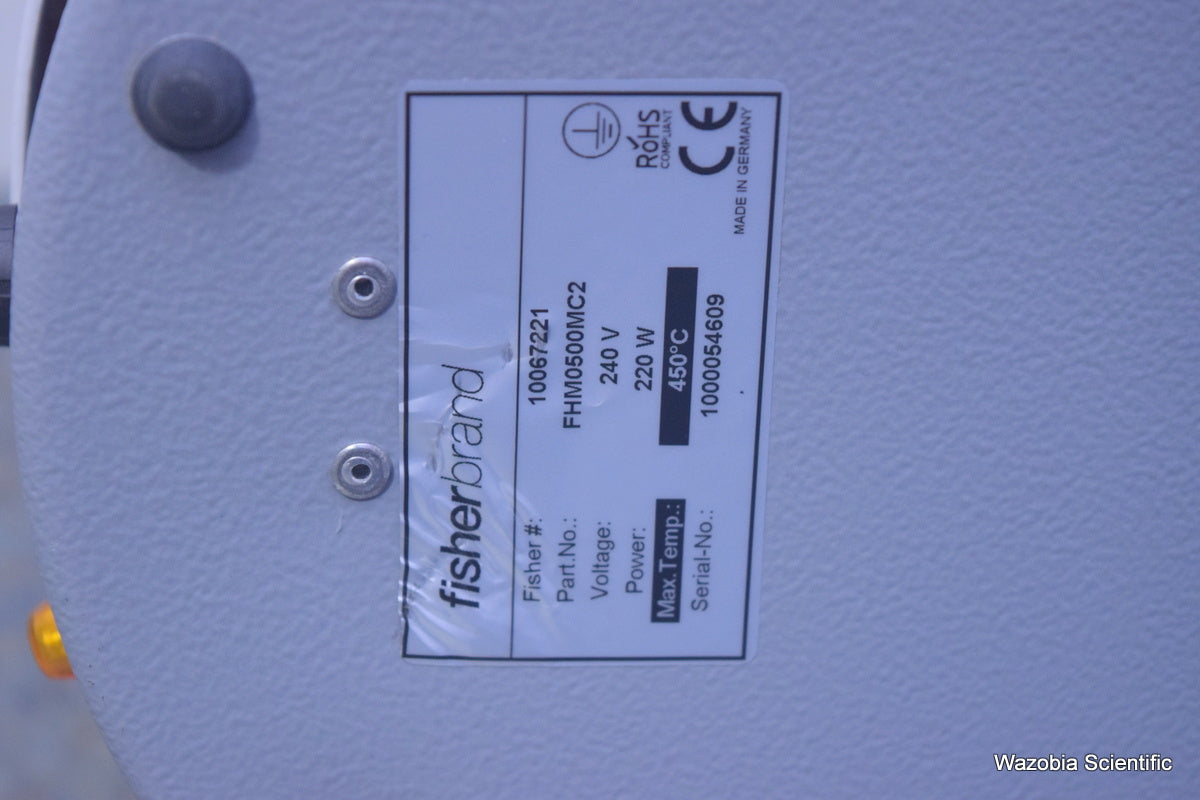 fisherbrand
Fisher #: 10067221
Part.No.: FHM0500MC2
Voltage: 240 V
Power: 220 W
Max.Temp.: 450°C
Serial-No.: 1000054609
RoHS
COMPLIANT
CE
MADE IN GERMANY
Wazobia Scientific